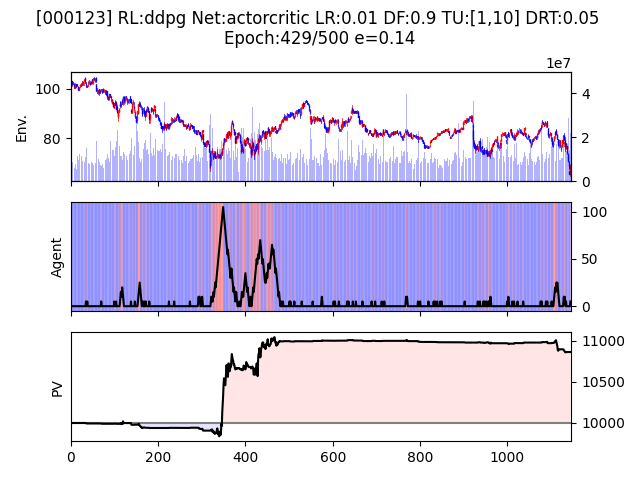 [000123] RL:ddpg Net:actorcritic LR:0.01 DF:0.9 TU:[1,10] DRT:0.05
Epoch:429/500 e=0.14
1e7
100
80
Env.
4
2
0
Agent
100
50
0
PV
11000
10500
10000
0 200 400 600 800 1000